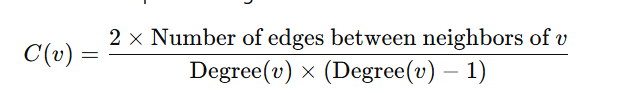 C(v) = 2 × Number of edges between neighbors of v / Degree(v) × (Degree(v) − 1)